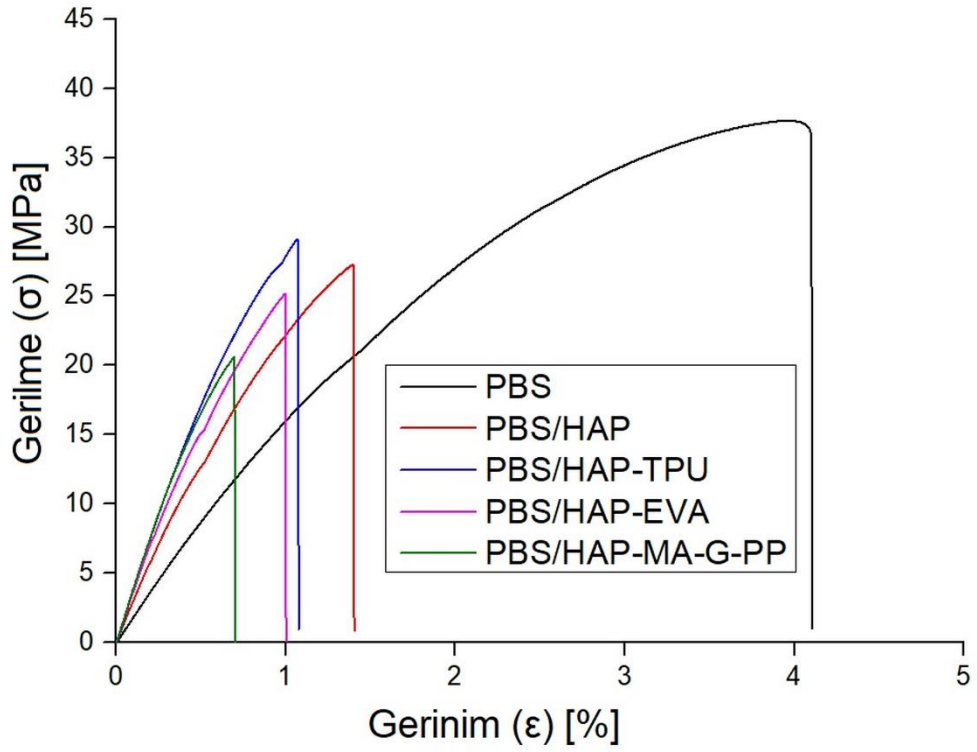 45
40
35
30
25
20
15
10
5
0
Gerilme (σ) [MPa]
PBS
PBS/HAP
PBS/HAP-TPU
PBS/HAP-EVA
PBS/HAP-MA-G-PP
0 1 2 3 4 5
Gerinim (ε) [%]